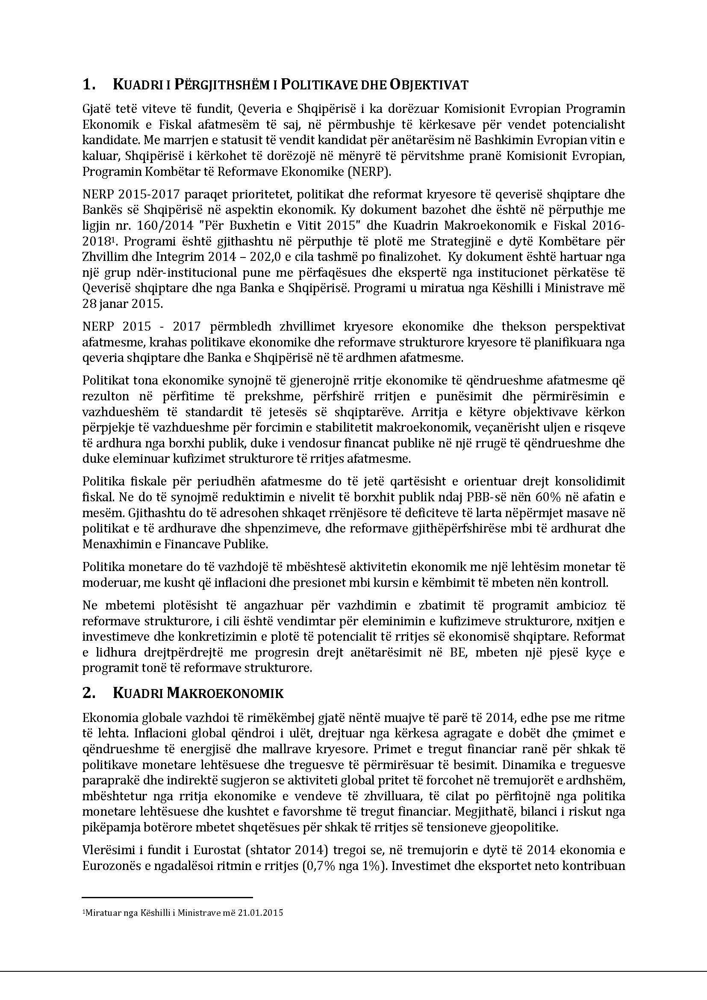 1. KUADRI I PËRGJITHSHËM I POLITIKAVE DHE OBJEKTIVAT
Gjatë tetë viteve të fundit, Qeveria e Shqipërisë i ka dorëzuar Komisionit Evropian Programin
Ekonomik e Fiskal afatmesëm të saj, në përmbushje të kërkesave për vendet potencialisht
kandidate. Me marrjen e statusit të vendit kandidat për anëtarësim në Bashkimin Evropian vitin e
kaluar, Shqipërisë i kërkohet të dorëzojë në mënyrë të përvitshme pranë Komisionit Evropian,
Programin Kombëtar të Reformave Ekonomike (NERP).
NERP 2015-2017 paraqet prioritetet, politikat dhe reformat kryesore të qeverisë shqiptare dhe
Bankës së Shqipërisë në aspektin ekonomik. Ky dokument bazohet dhe është në përputhje me
ligjin nr. 160/2014 "Për Buxhetin e Vitit 2015" dhe Kuadrin Makroekonomik e Fiskal 2016-
2018¹. Programi është gjithashtu në përputhje të plotë me Strategjinë e dytë Kombëtare për
Zhvillim dhe Integrim 2014 – 202,0 e cila tashmë po finalizohet. Ky dokument është hartuar nga
një grup ndër-institucional pune me përfaqësues dhe ekspertë nga institucionet përkatëse të
Qeverisë shqiptare dhe nga Banka e Shqipërisë. Programi u miratua nga Këshilli i Ministrave më
28 janar 2015.
NERP 2015 - 2017 përmbledh zhvillimet kryesore ekonomike dhe thekson perspektivat
afatmesme, krahas politikave ekonomike dhe reformave strukturore kryesore të planifikuara nga
qeveria shqiptare dhe Banka e Shqipërisë në të ardhmen afatmesme.
Politikat tona ekonomike synojnë të gjenerojnë rritje ekonomike të qëndrueshme afatmesme që
rezulton në përfitime të prekshme, përfshirë rritjen e punësimit dhe përmirësimin e
vazhdueshëm të standardit të jetesës së shqiptarëve. Arritja e këtyre objektivave kërkon
përpjekje të vazhdueshme për forcimin e stabilitetit makroekonomik, veçanërisht uljen e risqeve
të ardhura nga borxhi publik, duke i vendosur financat publike në një rrugë të qëndrueshme dhe
duke eleminuar kufizimet strukturore të rritjes afatmesme.
Politika fiskale për periudhën afatmesme do të jetë qartësisht e orientuar drejt konsolidimit
fiskal. Ne do të synojmë reduktimin e nivelit të borxhit publik ndaj PBB-së nën 60% në afatin e
mesëm. Gjithashtu do të adresohen shkaqet rrënjësore të deficiteve të larta nëpërmjet masave në
politikat e të ardhurave dhe shpenzimeve, dhe reformave gjithëpërfshirëse mbi të ardhurat dhe
Menaxhimin e Financave Publike.
Politika monetare do të vazhdojë të mbështesë aktivitetin ekonomik me një lehtësim monetar të
moderuar, me kusht që inflacioni dhe presionet mbi kursin e këmbimit të mbeten nën kontroll.
Ne mbetemi plotësisht të angazhuar për vazhdimin e zbatimit të programit ambicioz të
reformave strukturore, i cili është vendimtar për eleminimin e kufizimeve strukturore, nxitjen e
investimeve dhe konkretizimin e plotë të potencialit të rritjes së ekonomisë shqiptare. Reformat
e lidhura drejtpërdrejtë me progresin drejt anëtarësimit në BE, mbeten një pjesë kyçe e
programit tonë të reformave strukturore.
2. KUADRI MAKROEKONOMIK
Ekonomia globale vazhdoi të rimëkëmbej gjatë nëntë muajve të parë të 2014, edhe pse me ritme
të lehta. Inflacioni global qëndroi i ulët, drejtuar nga kërkesa agragate e dobët dhe çmimet e
qëndrueshme të energjisë dhe mallrave kryesore. Primet e tregut financiar ranë për shkak të
politikave monetare lehtësuese dhe treguesve të përmirësuar të besimit. Dinamika e treguesve
paraprakë dhe indirektë sugjeron se aktiviteti global pritet të forcohet në tremujorët e ardhshëm,
mbështetur nga rritja ekonomike e vendeve të zhvilluara, të cilat po përfitojnë nga politika
monetare lehtësuese dhe kushtet e favorshme të tregut financiar. Megjithatë, bilanci i riskut nga
pikëpamja botërore mbetet shqetësues për shkak të rritjes së tensioneve gjeopolitike.
Vlerësimi i fundit i Eurostat (shtator 2014) tregoi se, në tremujorin e dytë të 2014 ekonomia e
Eurozonës e ngadalësoi ritmin e rritjes (0,7% nga 1%). Investimet dhe eksportet neto kontribuan
¹Miratuar nga Këshilli i Ministrave më 21.01.2015